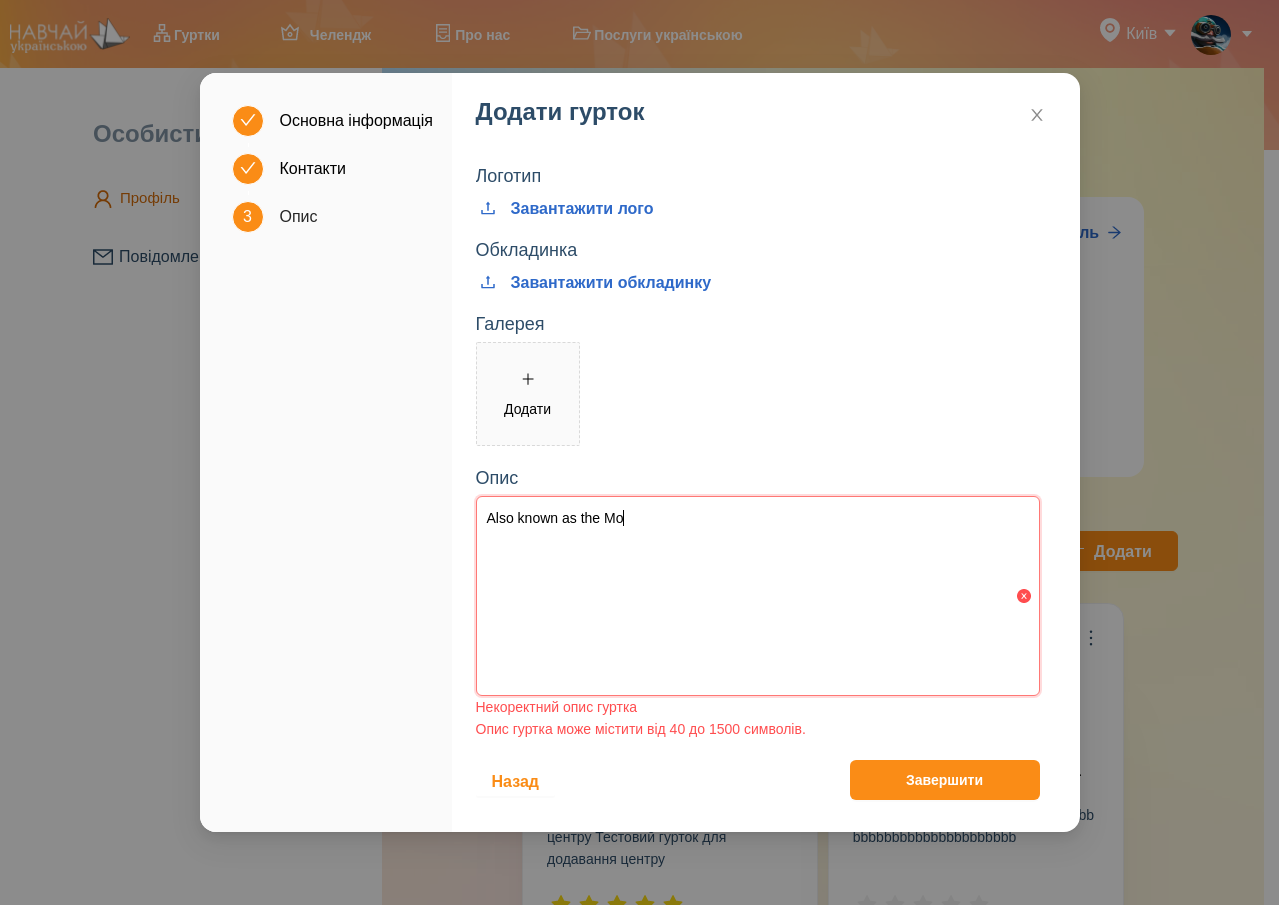 НАВЧАЙ
українською
Гуртки
Челендж
Про нас
Послуги українською
Київ
Особисти
Профіль
Повідомле
Основна інформація
Контакти
3 Опис
Додати гурток
Логотип
Завантажити лого
Обкладинка
Завантажити обкладинку
Галерея
Додати
Опис
Also known as the Mo
Некоректний опис гуртка
Опис гуртка може містити від 40 до 1500 символів.
Назад
Завершити
ль
Додати
центру Тестовий гурток для
додавання центру
bb
bbbbbbbbbbbbbbbbbbbbb